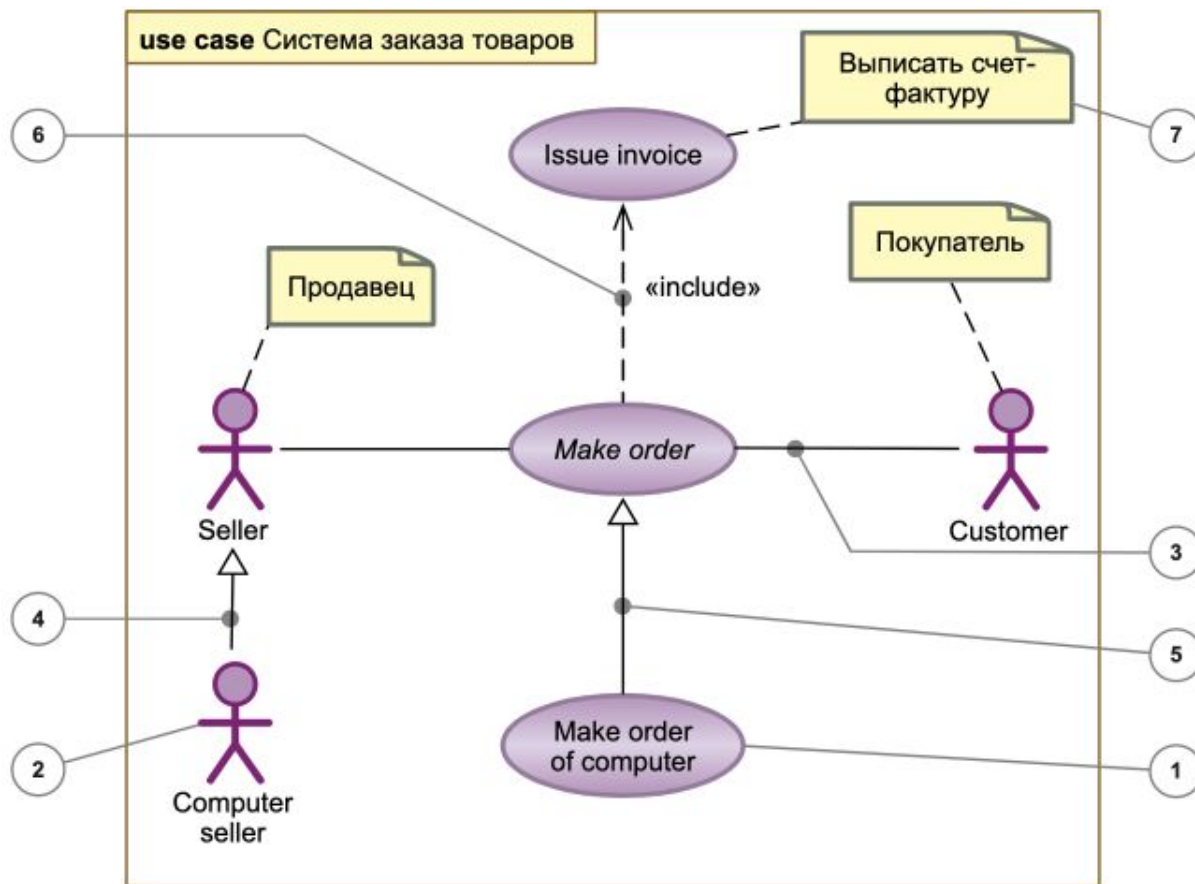 use case Система заказа товаров
Выписать счет-
фактуру
6
7
Issue invoice
Покупатель
Продавец
«include»
Make order
Seller
Customer
3
4
5
Make order
of computer
2
1
Computer
seller